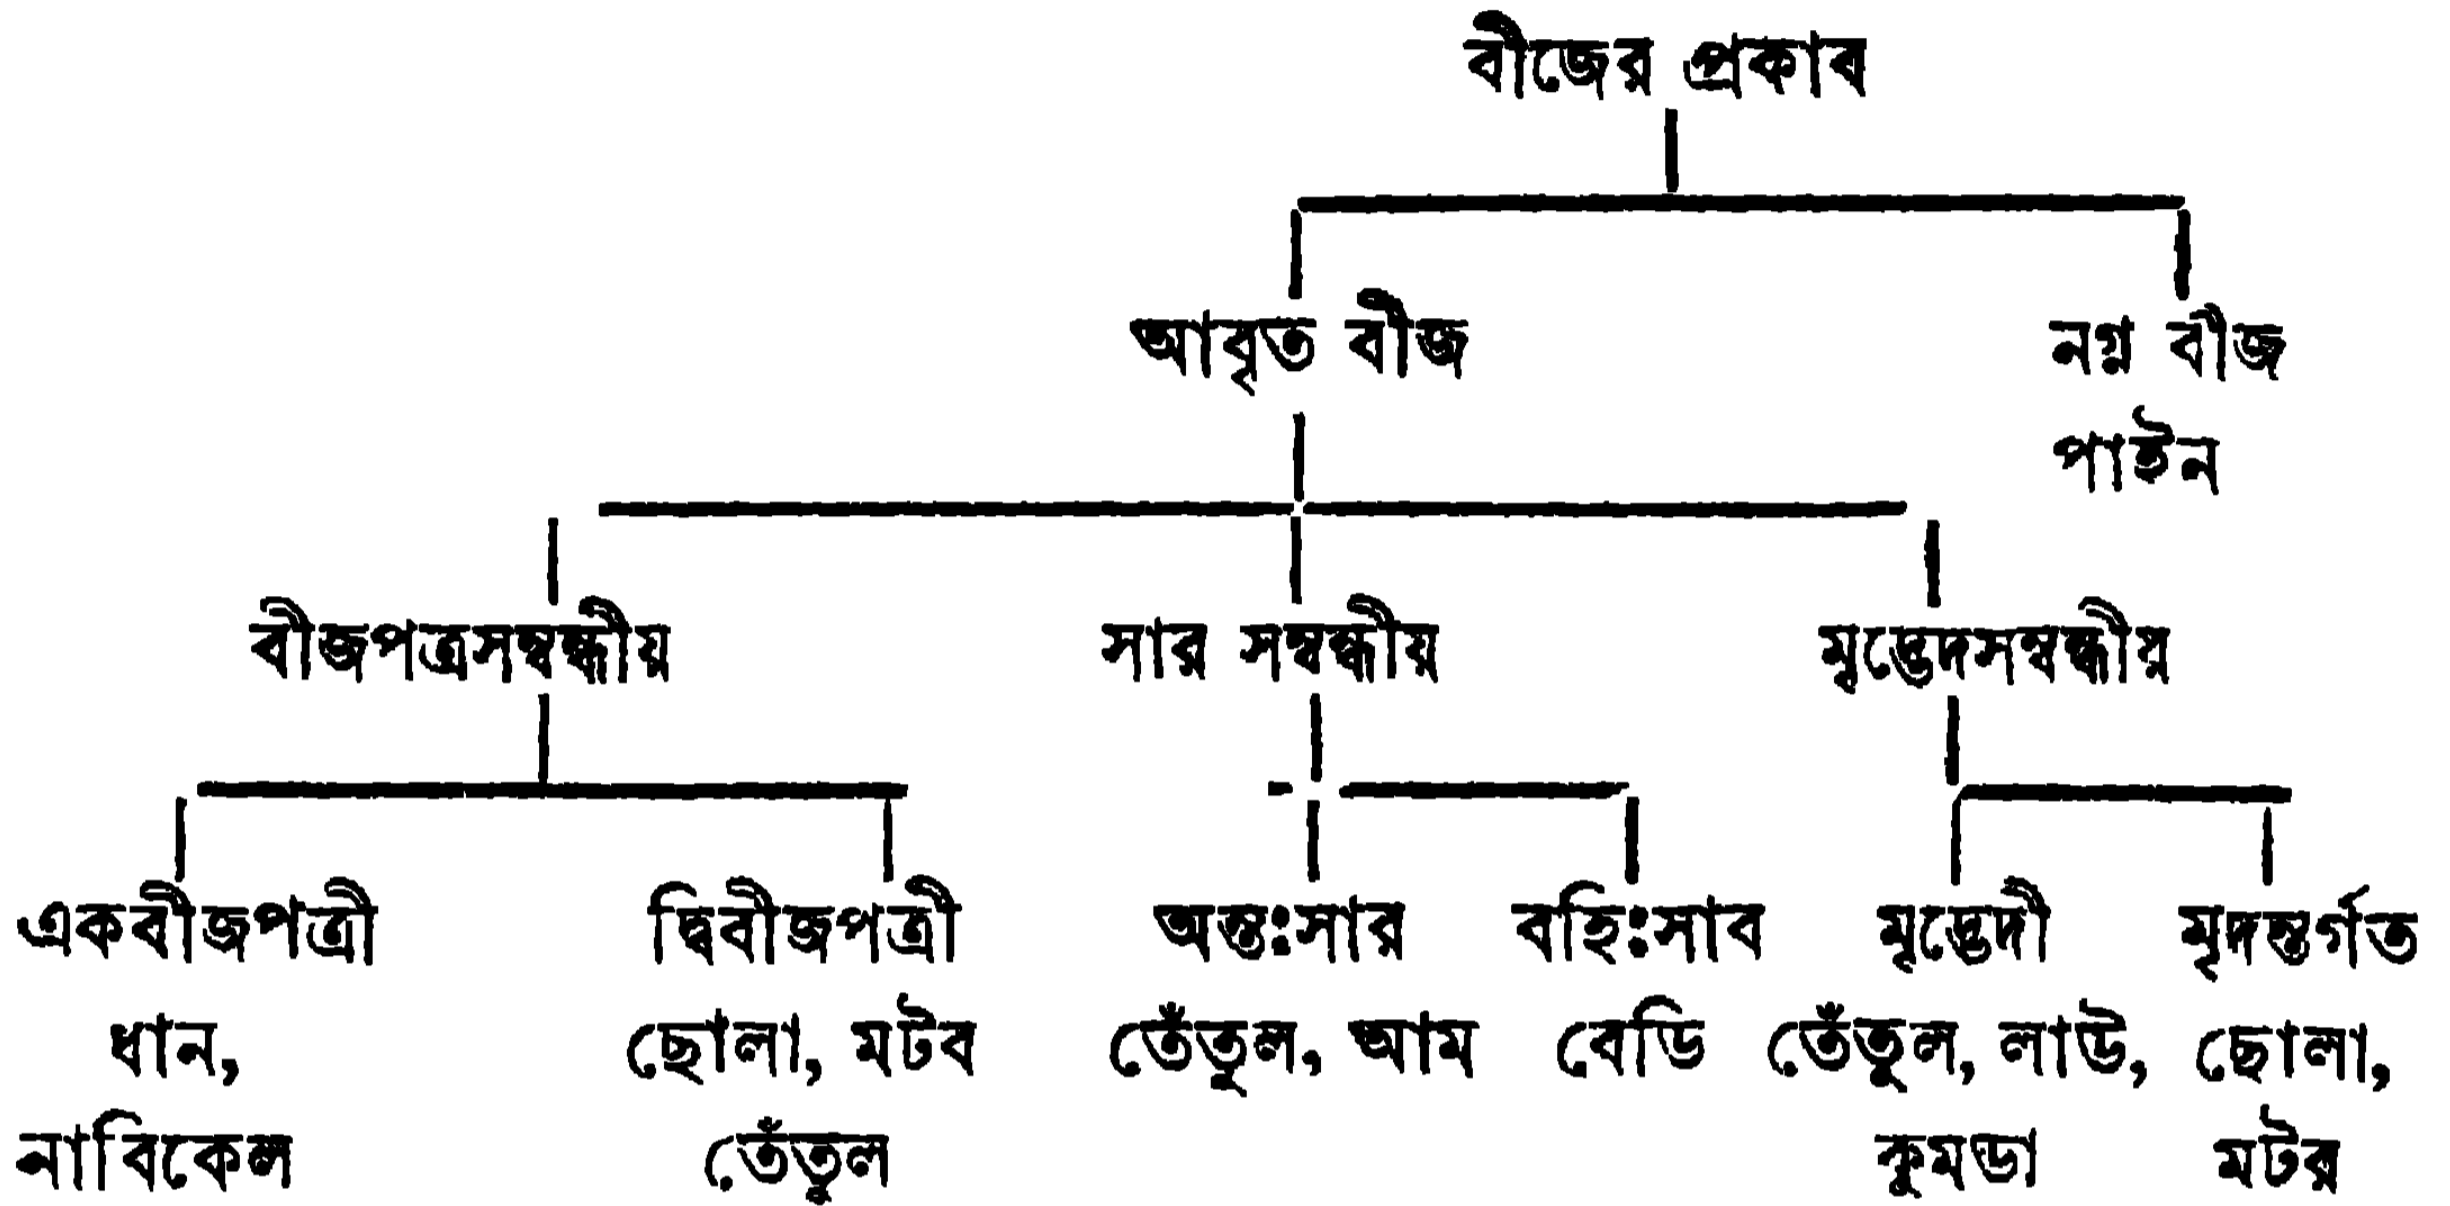 বীজের প্রকাব
আবৃত বীজ নগ্ন বীজ
পাইন
বীজপত্রসম্বন্ধীয় সার সম্বন্ধীয় মৃদ্ভেদসম্বন্ধীয়
একবীজপত্রী দ্বিবীজপত্রী অন্তঃসার বহিঃসাব মৃদ্ভেদী মৃদন্তর্গত
ধান, ছোলা, মটব তেঁতুল, আম বেডি তেঁতুল, লাউ, ছোলা,
নাবিকেল তেঁতুল কুমডা মটর